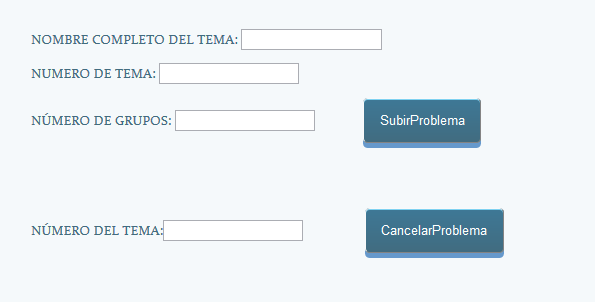 NOMBRE COMPLETO DEL TEMA:
NUMERO DE TEMA:
NÚMERO DE GRUPOS: SubirProblema
NÚMERO DEL TEMA: CancelarProblema